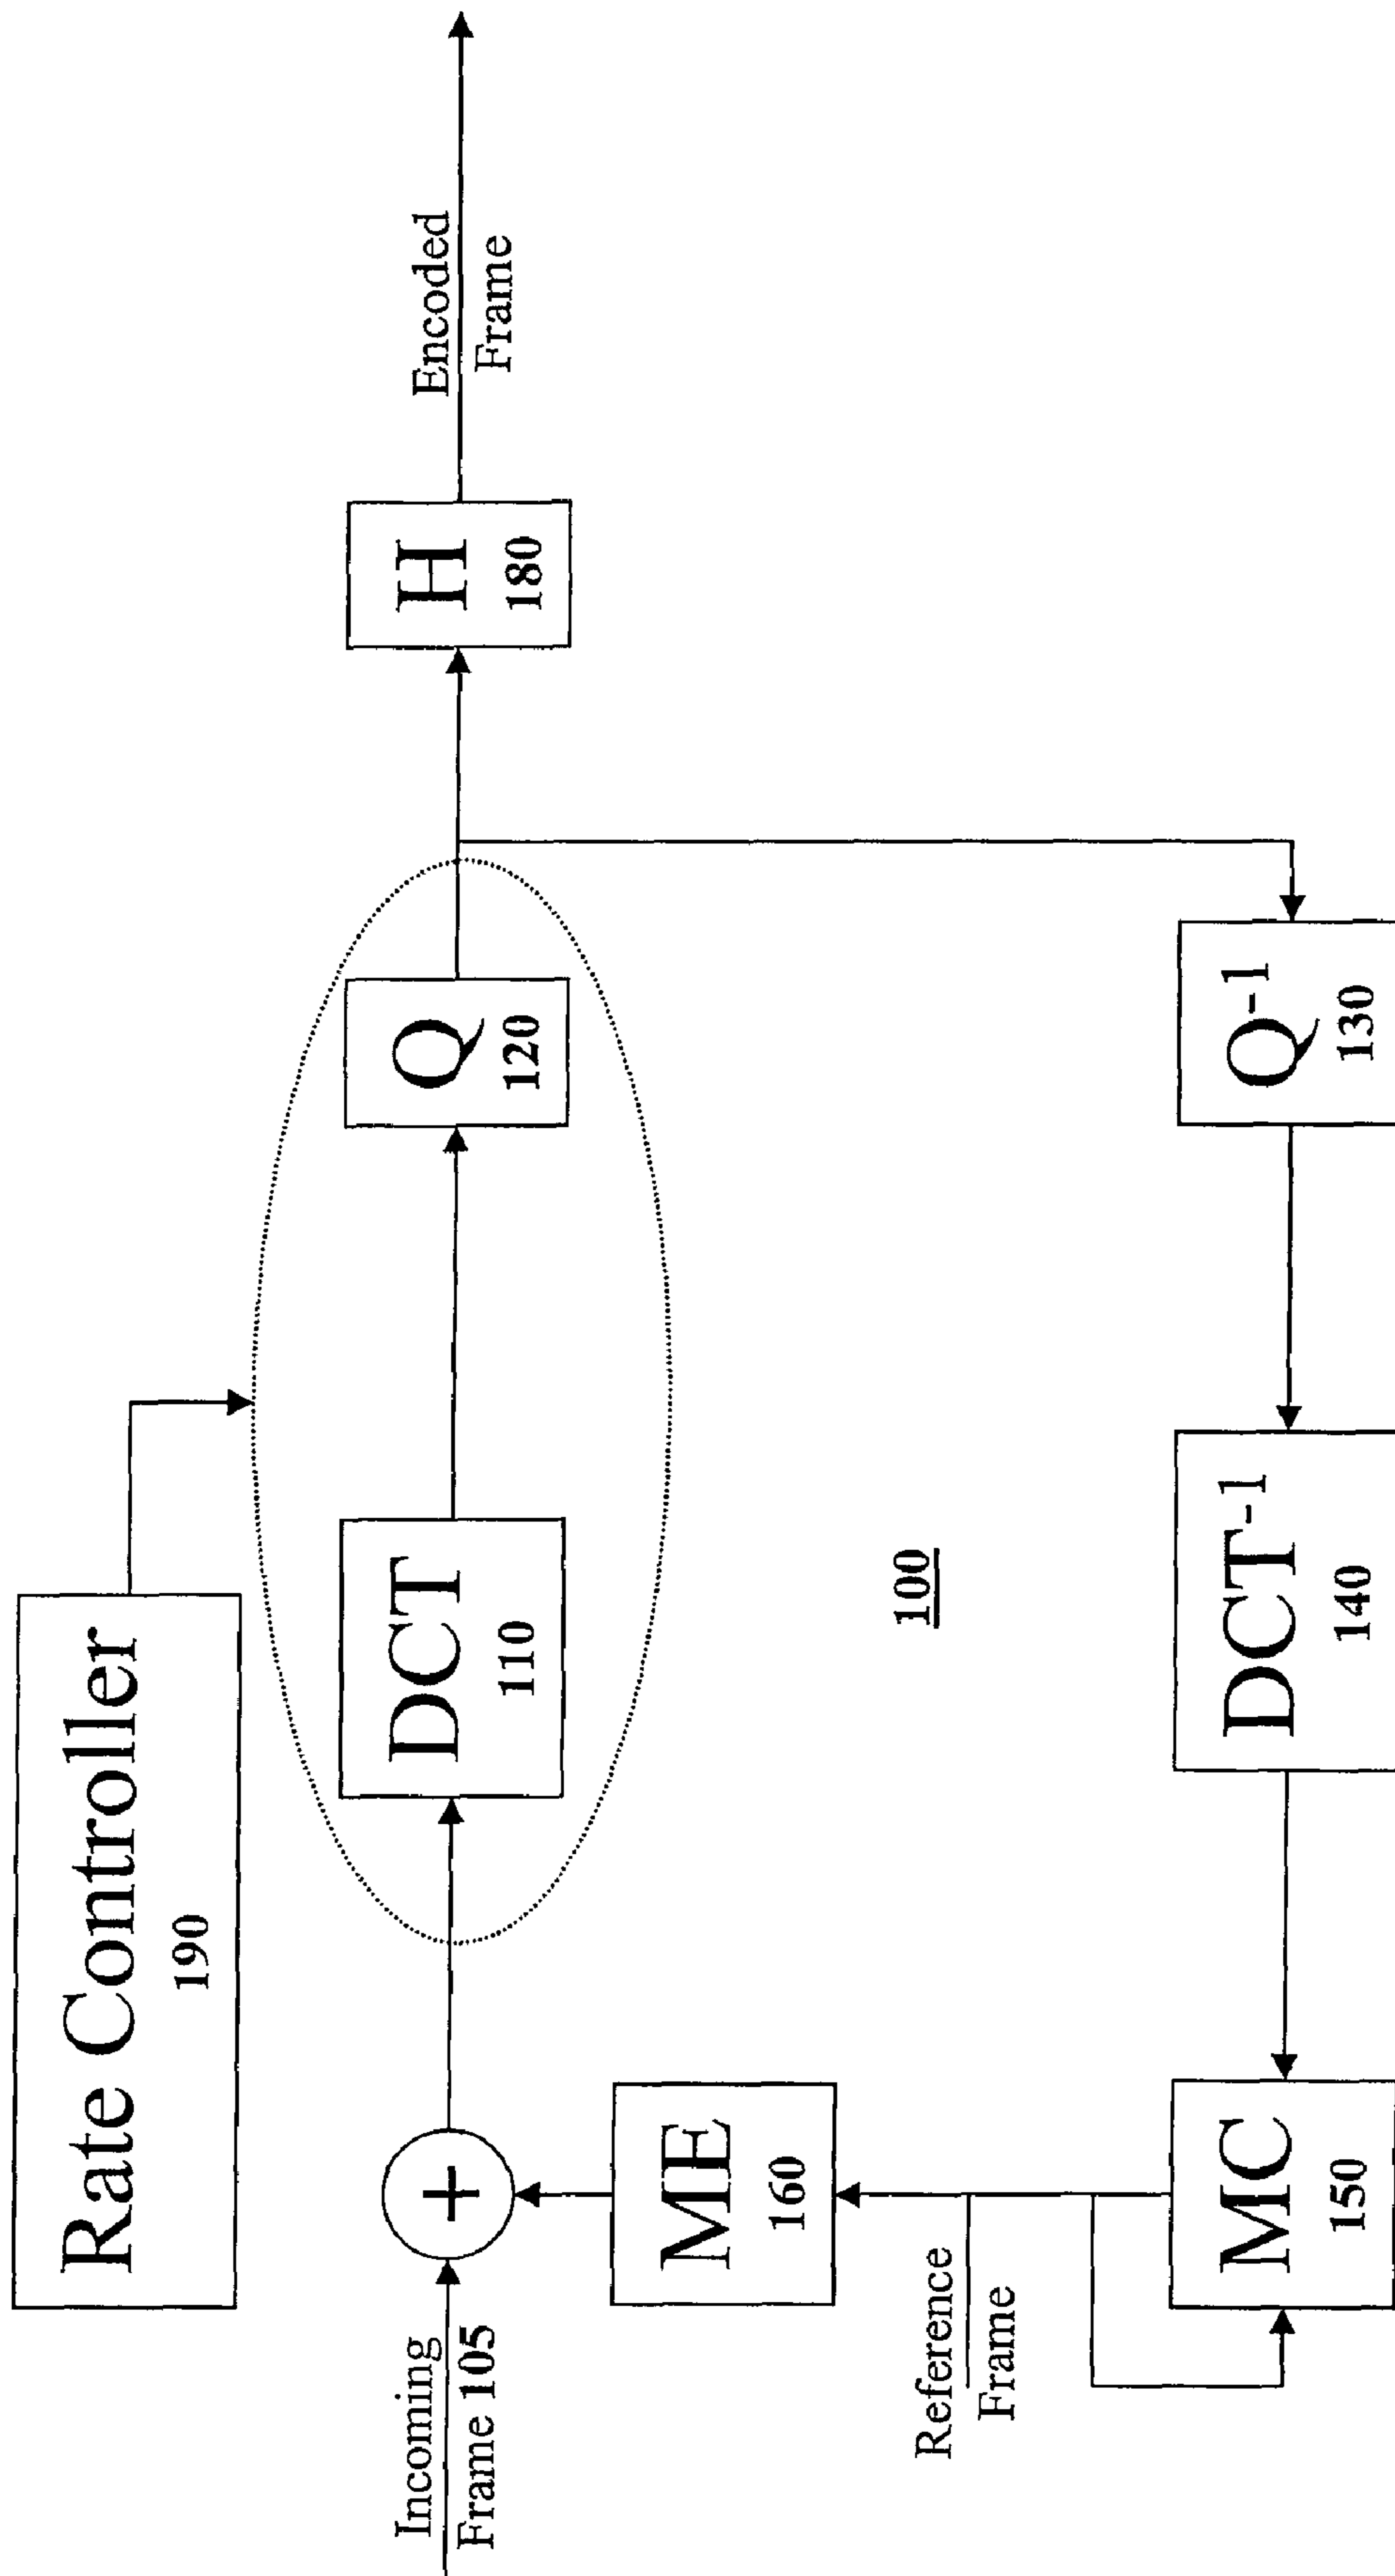 Rate Controller
190
Incoming
Frame 105
+
DCT
110
Q
120
H
180
Encoded
Frame
ME
160
Reference
Frame
100
MC
150
DCT-1
140
Q-1
130